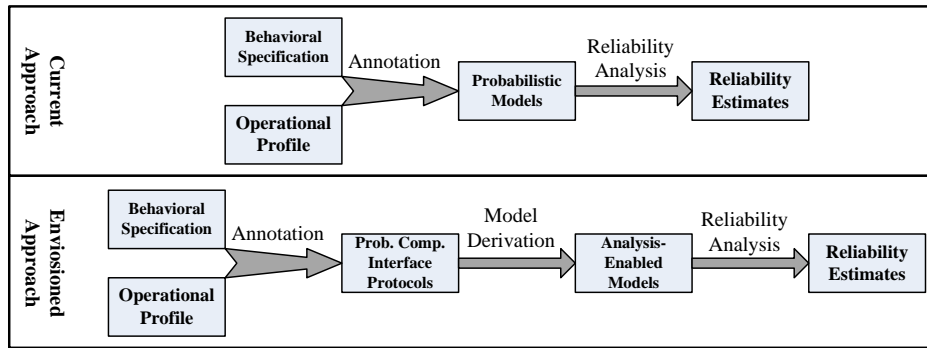 Current
Approach
Behavioral
Specification
Operational
Profile
Annotation
Probabilistic
Models
Reliability
Analysis
Reliability
Estimates
Enviosioned
Approach
Behavioral
Specification
Operational
Profile
Annotation
Prob. Comp.
Interface
Protocols
Model
Derivation
Analysis-
Enabled
Models
Reliability
Analysis
Reliability
Estimates